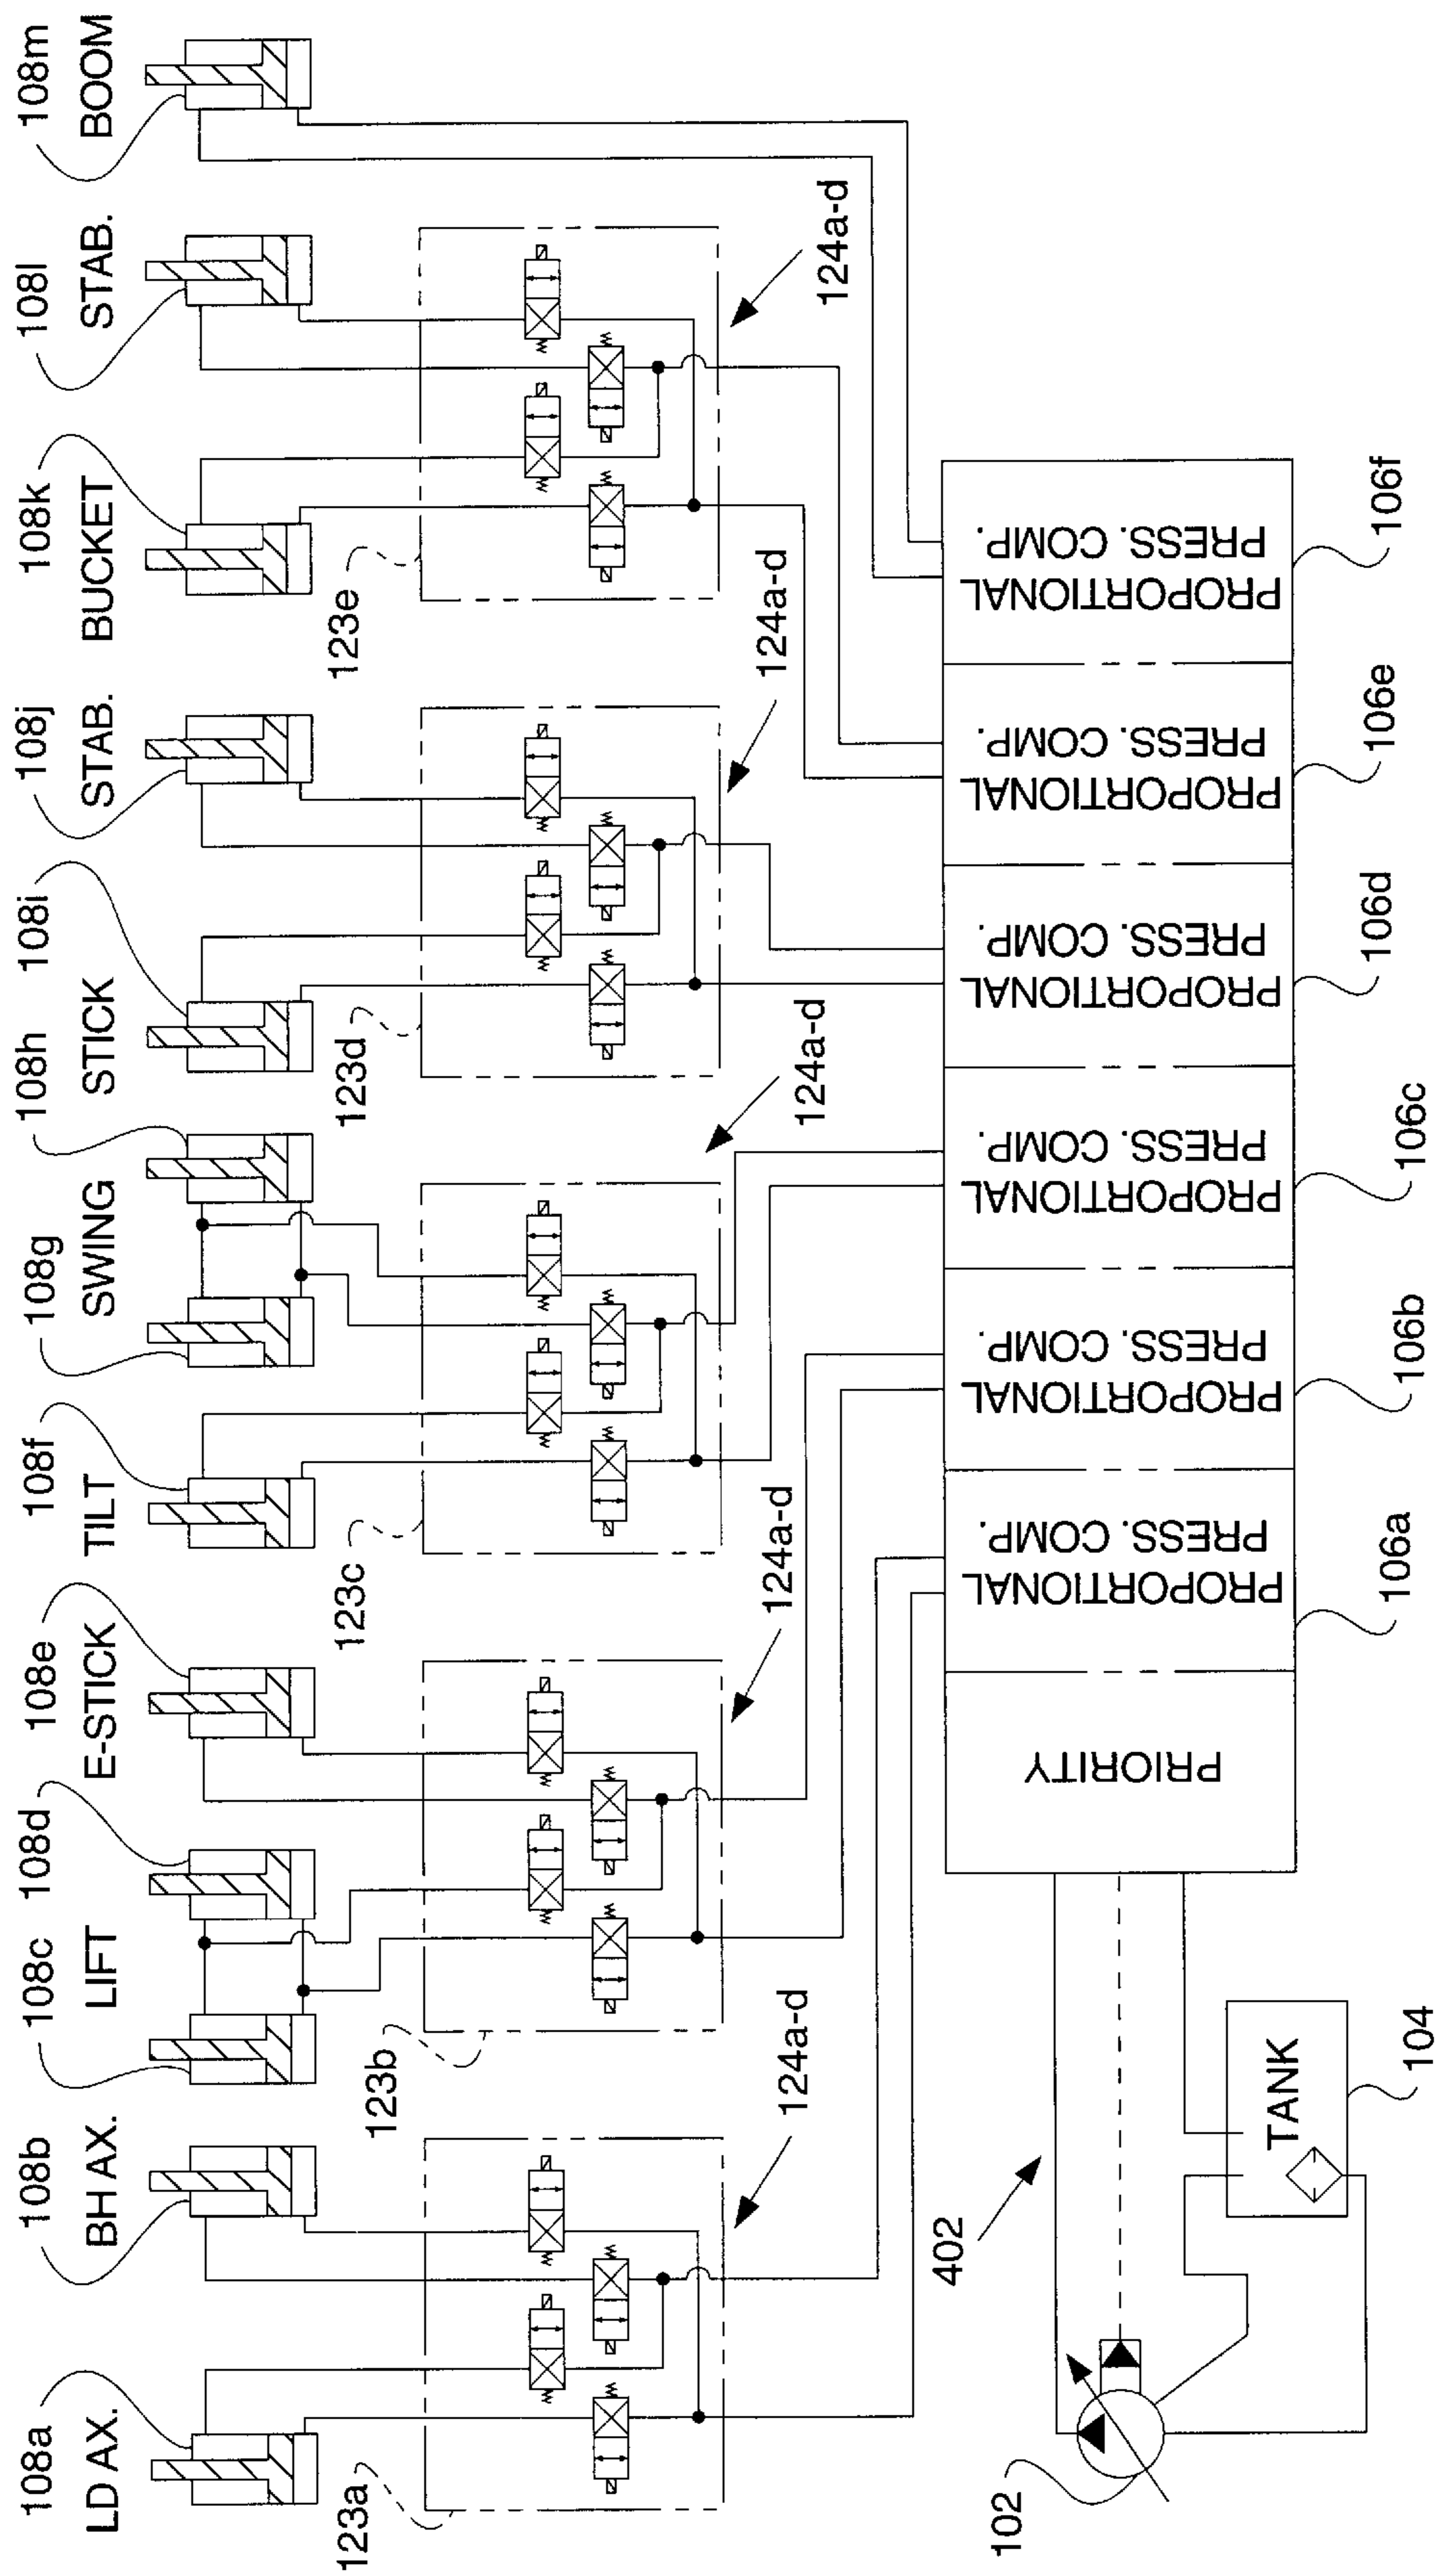 108a
LD AX.
108b
BH AX.
108c
LIFT
108d
108e
E-STICK
108f
TILT
108g
SWING
108h
108i
STICK
108j
STAB.
108k
BUCKET
108l
STAB.
108m
BOOM
123a
124a-d
123b
124a-d
123c
124a-d
123d
124a-d
123e
124a-d
402
102
TANK
104
PRIORITY
PROPORTIONAL
PRESS. COMP.
106a
PROPORTIONAL
PRESS. COMP.
106b
PROPORTIONAL
PRESS. COMP.
106c
PROPORTIONAL
PRESS. COMP.
106d
PROPORTIONAL
PRESS. COMP.
106e
PROPORTIONAL
PRESS. COMP.
106f